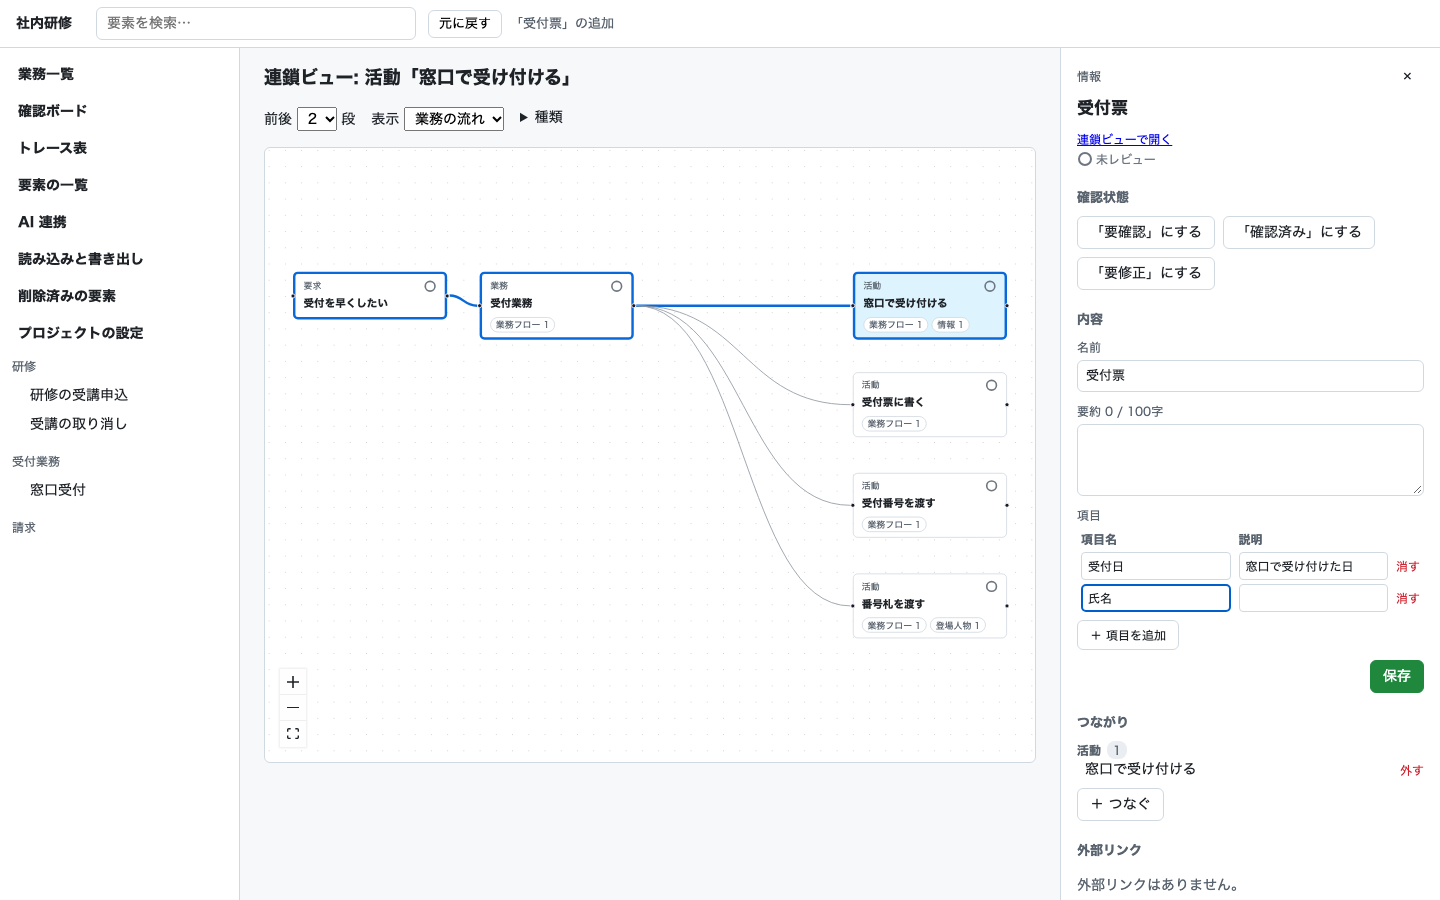 社内研修
要素を検索…
元に戻す
「受付票」の追加
業務一覧
確認ボード
トレース表
要素の一覧
AI 連携
読み込みと書き出し
削除済みの要素
プロジェクトの設定
研修
研修の受講申込
受講の取り消し
受付業務
窓口受付
請求
連鎖ビュー: 活動「窓口で受け付ける」
前後 2 段 表示 業務の流れ ▶ 種類
要求
受付を早くしたい
業務
受付業務
業務フロー 1
活動
窓口で受け付ける
業務フロー 1 情報 1
活動
受付票に書く
業務フロー 1
活動
受付番号を渡す
業務フロー 1
活動
番号札を渡す
業務フロー 1 登場人物 1
情報
×
受付票
連鎖ビューで開く
未レビュー
確認状態
「要確認」にする
「確認済み」にする
「要修正」にする
内容
名前
受付票
要約 0 / 100字
項目
項目名 説明
受付日 窓口で受け付けた日 消す
氏名 消す
＋ 項目を追加
保存
つながり
活動 1
窓口で受け付ける 外す
＋ つなぐ
外部リンク
外部リンクはありません。